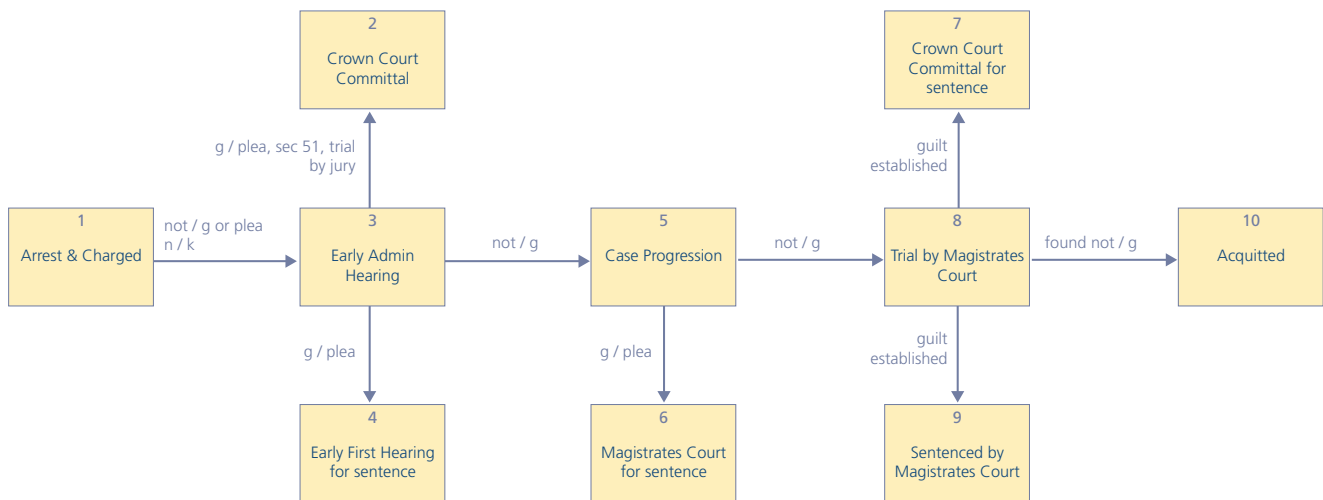 2
Crown Court
Committal
7
Crown Court
Committal for
sentence
g / plea, sec 51, trial
by jury
guilt
established
1
Arrest & Charged
not / g or plea
n / k
3
Early Admin
Hearing
not / g
5
Case Progression
not / g
8
Trial by Magistrates
Court
found not / g
10
Acquitted
g / plea
g / plea
guilt
established
4
Early First Hearing
for sentence
6
Magistrates Court
for sentence
9
Sentenced by
Magistrates Court